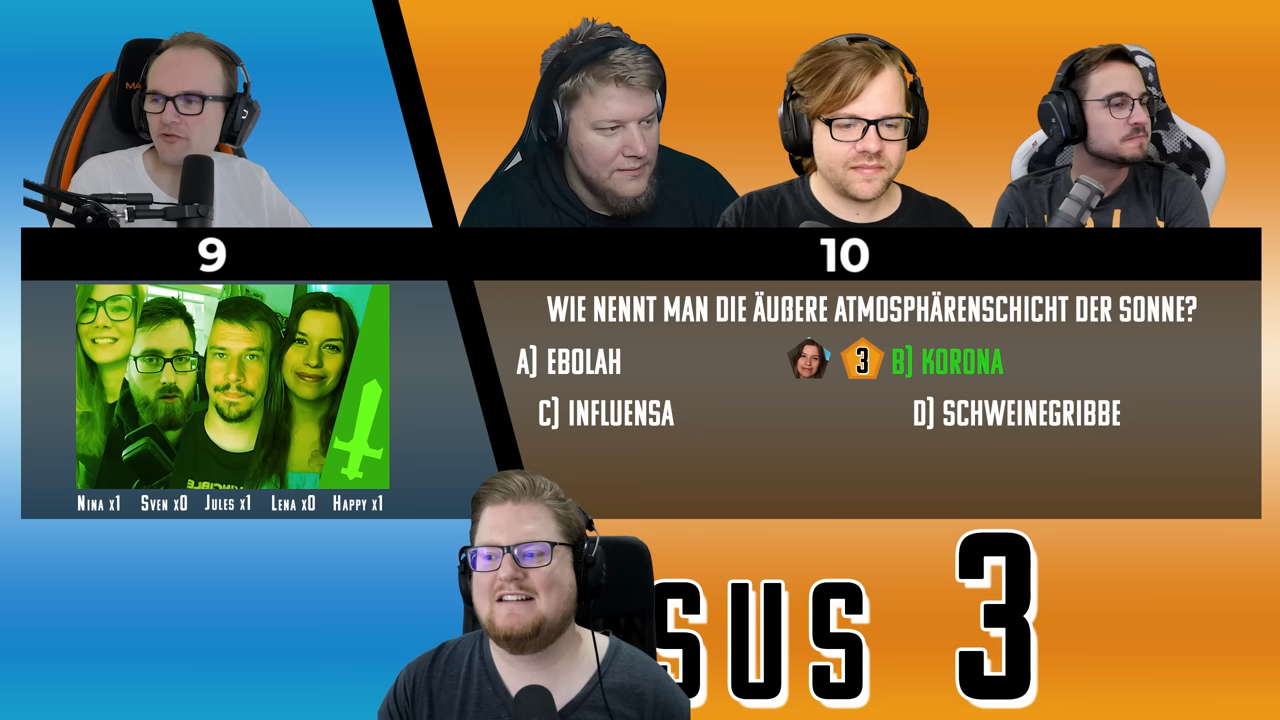 MA
9
10
WIE NENNT MAN DIE ÄUßERE ATMOSPHÄRENSCHICHT DER SONNE?
A) EBOLAH
3 B) KORONA
C) INFLUENSA
D) SCHWEINEGRIBBE
NINA x1 SVEN x0 JULES x1 LENA x0 HAPPY x1
SUS 3